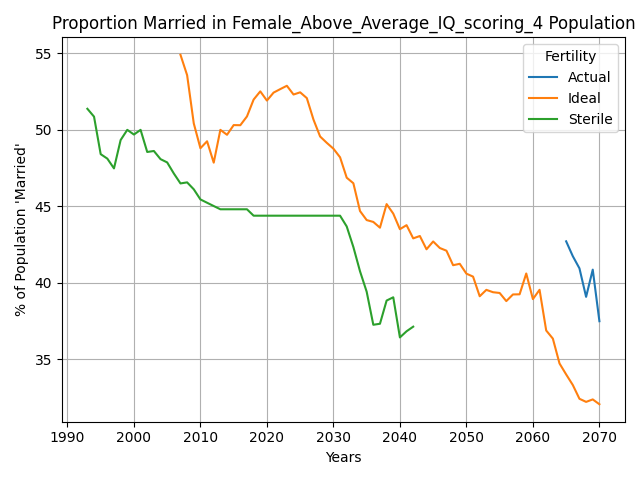 Proportion Married in Female_Above_Average_IQ_scoring_4 Population
Fertility
Actual
Ideal
Sterile
% of Population 'Married'
55
50
45
40
35
1990 2000 2010 2020 2030 2040 2050 2060 2070
Years